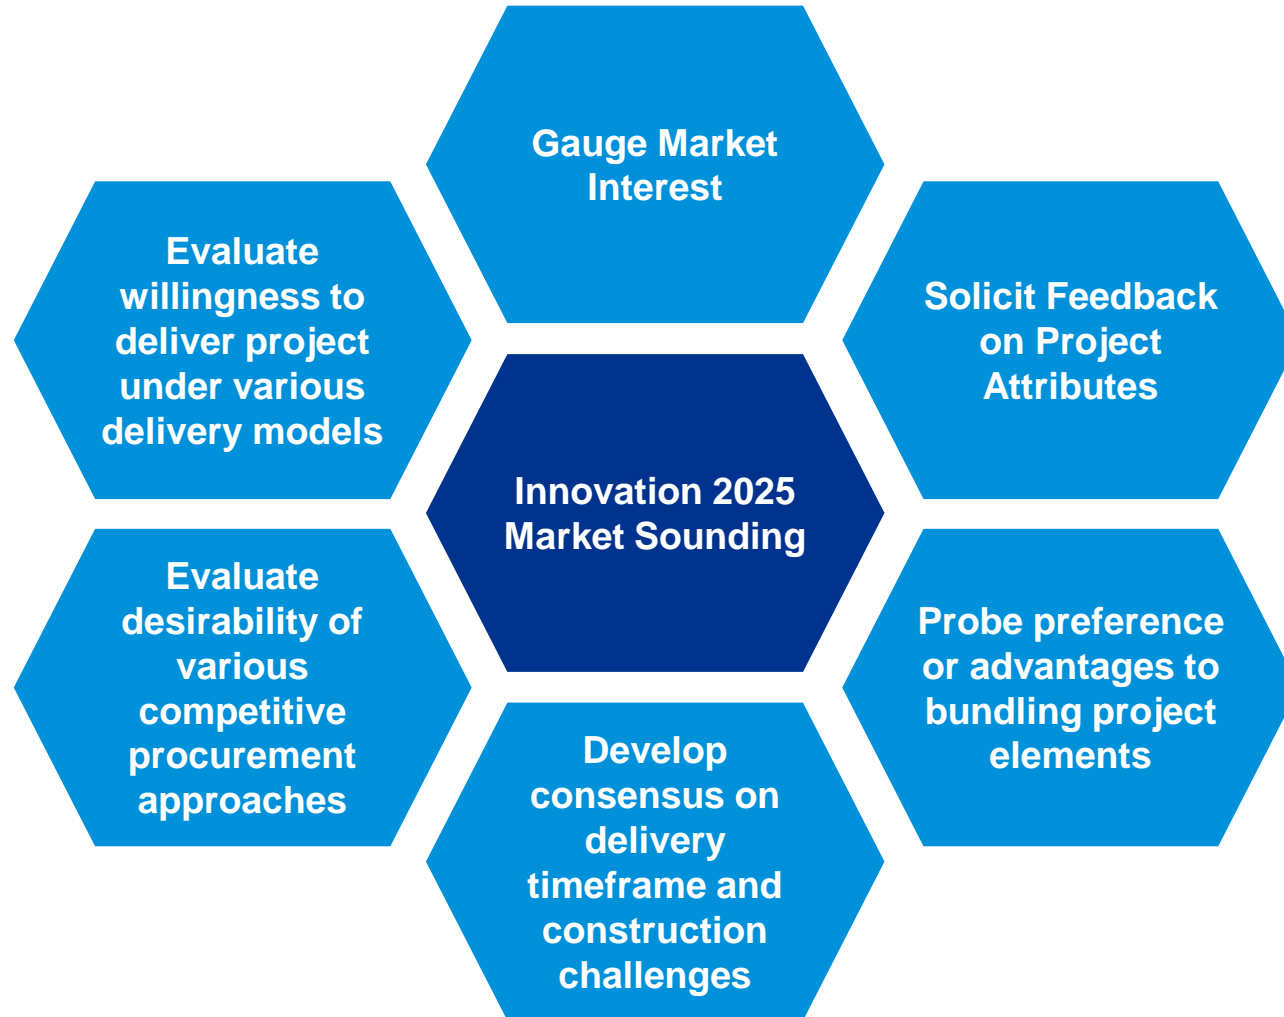 Gauge Market
Interest
Evaluate
willingness to
deliver project
under various
delivery models
Solicit Feedback
on Project
Attributes
Innovation 2025
Market Sounding
Evaluate
desirability of
various
competitive
procurement
approaches
Probe preference
or advantages to
bundling project
elements
Develop
consensus on
delivery
timeframe and
construction
challenges